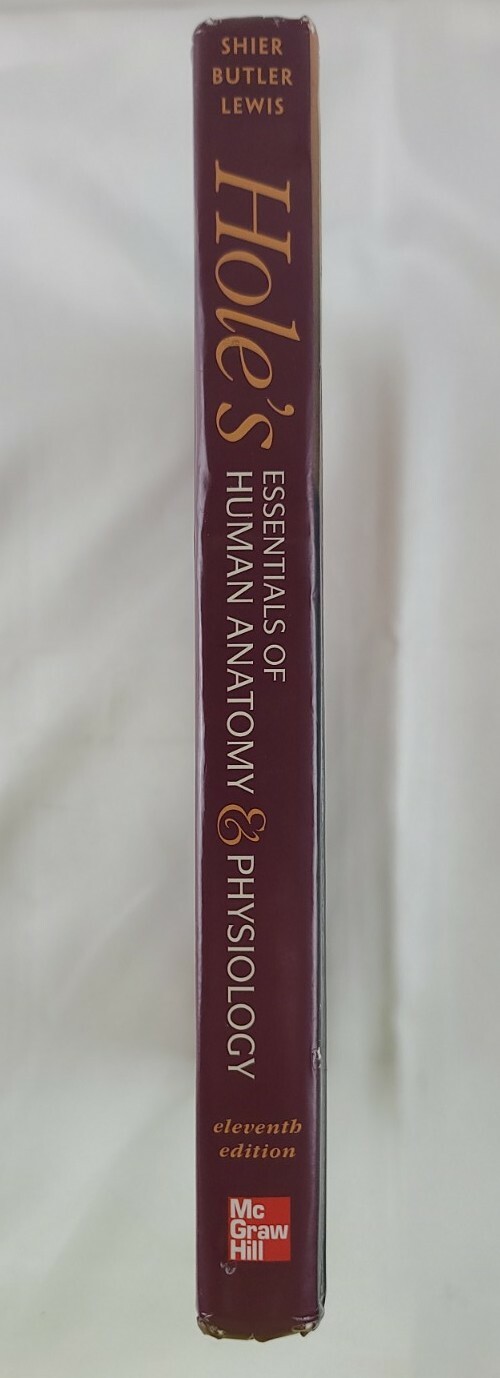 SHIER
BUTLER
LEWIS
Hole's
ESSENTIALS OF
HUMAN ANATOMY & PHYSIOLOGY
eleventh
edition
Mc
Graw
Hill